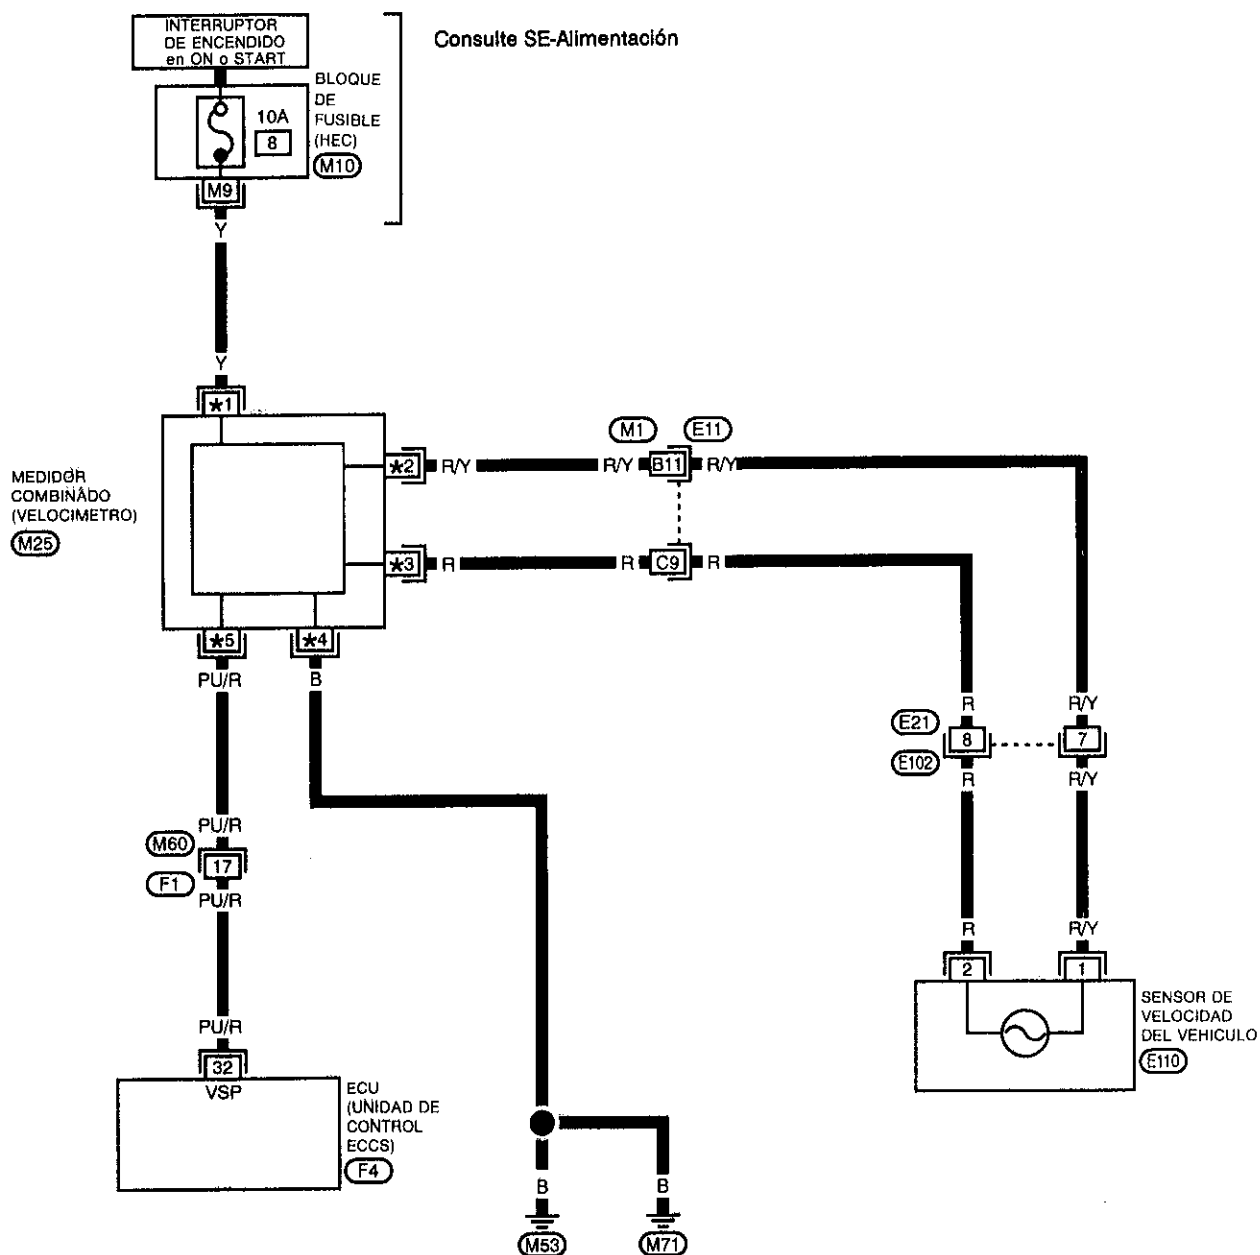 INTERRUPTOR
DE ENCENDIDO
en ON o START
Consulte SE-Alimentación
BLOQUE
DE
FUSIBLE
(HEC)
M10
10A
8
M9
Y
Y
★1
MEDIDOR
COMBINADO
(VELOCIMETRO)
M25
★2
R/Y
R/Y
M1
E11
B11
R/Y
★3
R
R
C9
R
★5
★4
PU/R
B
R
R/Y
E21
8
7
E102
R
R/Y
PU/R
M60
17
F1
PU/R
R
R/Y
2
1
PU/R
32
VSP
ECU
(UNIDAD DE
CONTROL
ECCS)
F4
SENSOR DE
VELOCIDAD
DEL VEHICULO
E110
B
B
M53
M71